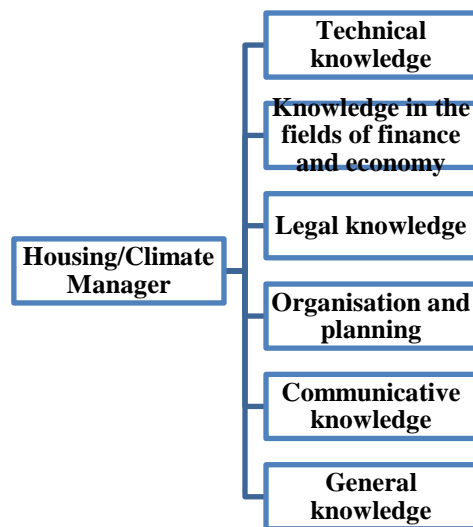 Technical
knowledge
Knowledge in the
fields of finance
and economy
Legal knowledge
Housing/Climate
Manager
Organisation and
planning
Communicative
knowledge
General
knowledge